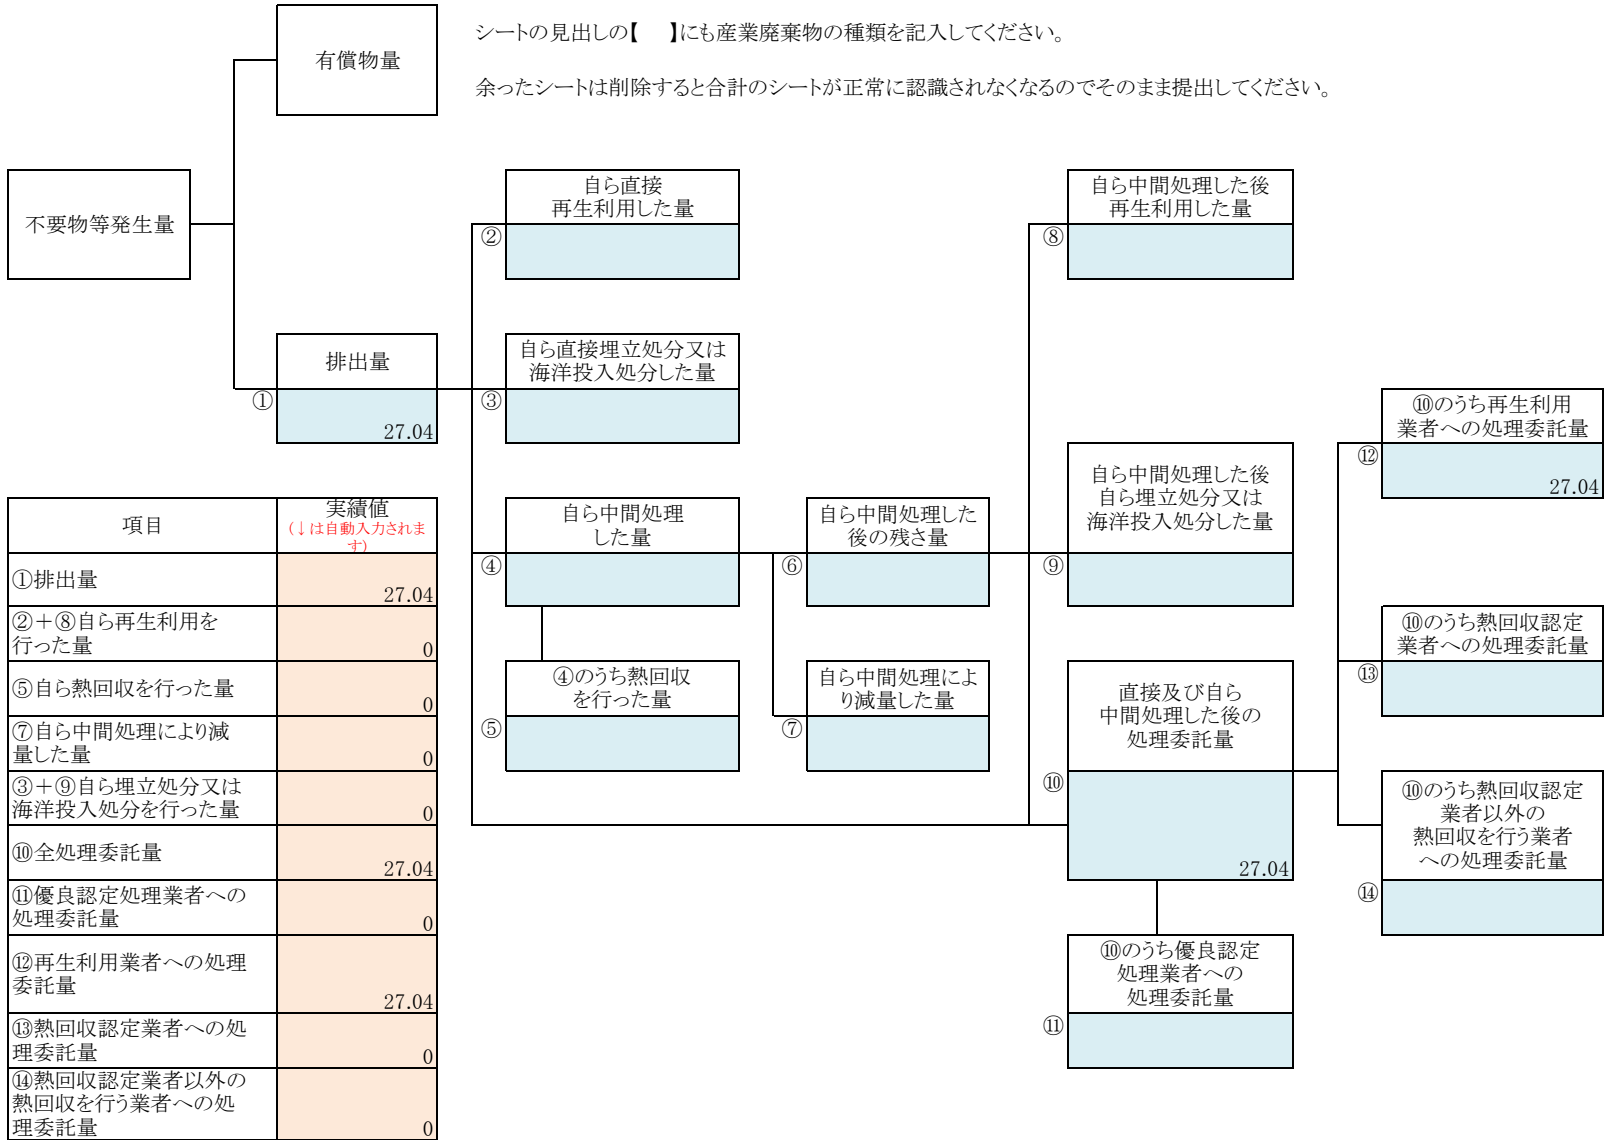 有償物量
シートの見出しの【　】にも産業廃棄物の種類を記入してください。
余ったシートは削除すると合計のシートが正常に認識されなくなるのでそのまま提出してください。
不要物等発生量
自ら直接
再生利用した量
②
自ら中間処理した後
再生利用した量
⑧
排出量
①
27.04
自ら直接埋立処分又は
海洋投入処分した量
③
⑩のうち再生利用
業者への処理委託量
⑫
27.04
自ら中間処理
した量
④
自ら中間処理した
後の残さ量
⑥
自ら中間処理した後
自ら埋立処分又は
海洋投入処分した量
⑨
⑩のうち熱回収認定
業者への処理委託量
⑬
④のうち熱回収
を行った量
⑤
自ら中間処理によ
り減量した量
⑦
直接及び自ら
中間処理した後の
処理委託量
⑩
27.04
⑩のうち熱回収認定
業者以外の
熱回収を行う業者
への処理委託量
⑭
⑩のうち優良認定
処理業者への
処理委託量
⑪
項目
実績値
(↓は自動入力されま
す)
①排出量
27.04
②＋⑧自ら再生利用を
行った量
0
⑤自ら熱回収を行った量
0
⑦自ら中間処理により減
量した量
0
③＋⑨自ら埋立処分又は
海洋投入処分を行った量
0
⑩全処理委託量
27.04
⑪優良認定処理業者への
処理委託量
0
⑫再生利用業者への処理
委託量
27.04
⑬熱回収認定業者への処
理委託量
0
⑭熱回収認定業者以外の
熱回収を行う業者への処
理委託量
0